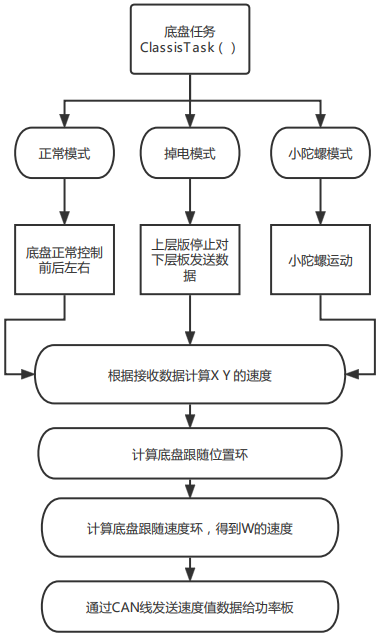 底盘任务
ClassisTask（ ）
正常模式
掉电模式
小陀螺模式
底盘正常控制
前后左右
上层版停止对
下层板发送数
据
小陀螺运动
根据接收数据计算X Y 的速度
计算底盘跟随位置环
计算底盘跟随速度环，得到W的速度
通过CAN线发送速度值数据给功率板